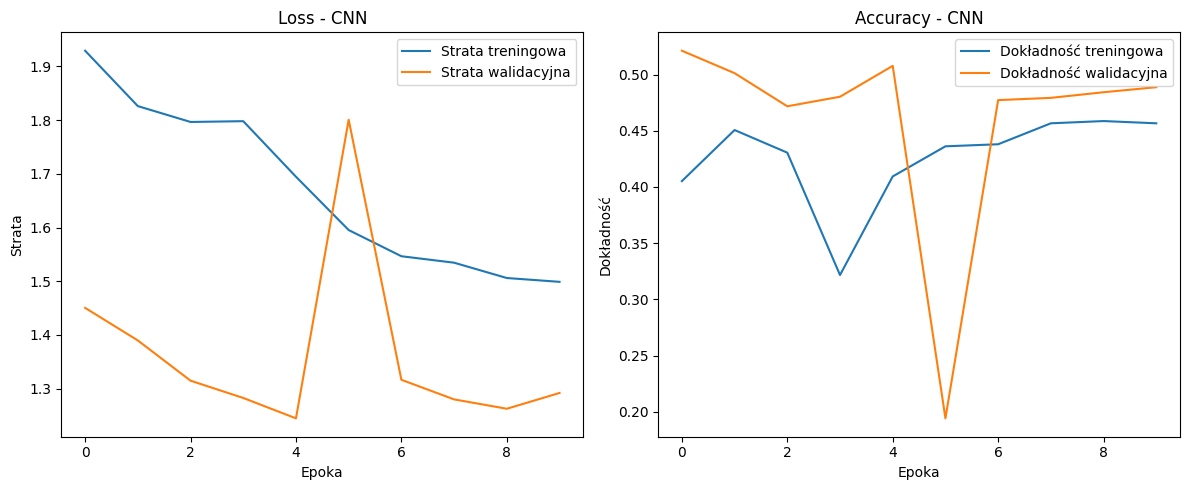 Loss - CNN
Strata treningowa
Strata walidacyjna
1.9
1.8
1.7
1.6
1.5
1.4
1.3
Strata
0 2 4 6 8
Epoka
Accuracy - CNN
Dokładność treningowa
Dokładność walidacyjna
0.50
0.45
0.40
0.35
0.30
0.25
0.20
Dokładność
0 2 4 6 8
Epoka